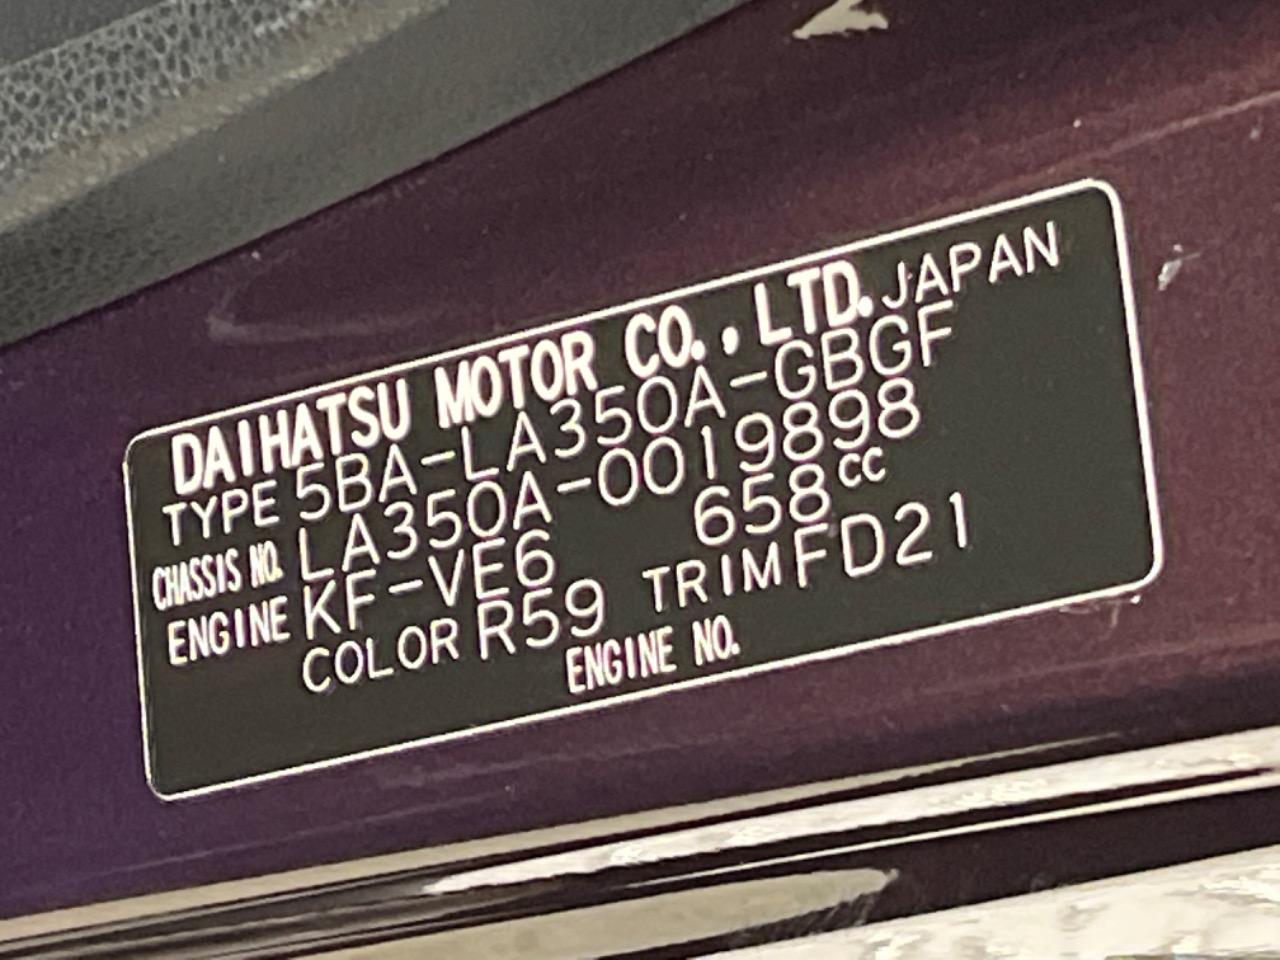 DAIHATSU MOTOR CO., LTD. JAPAN
TYPE 5BA-LA350A-GBGF
CHASSIS NO. LA350A-0019898
ENGINE KF-VE6 658cc
COLOR R59 TRIM FD21
ENGINE NO.